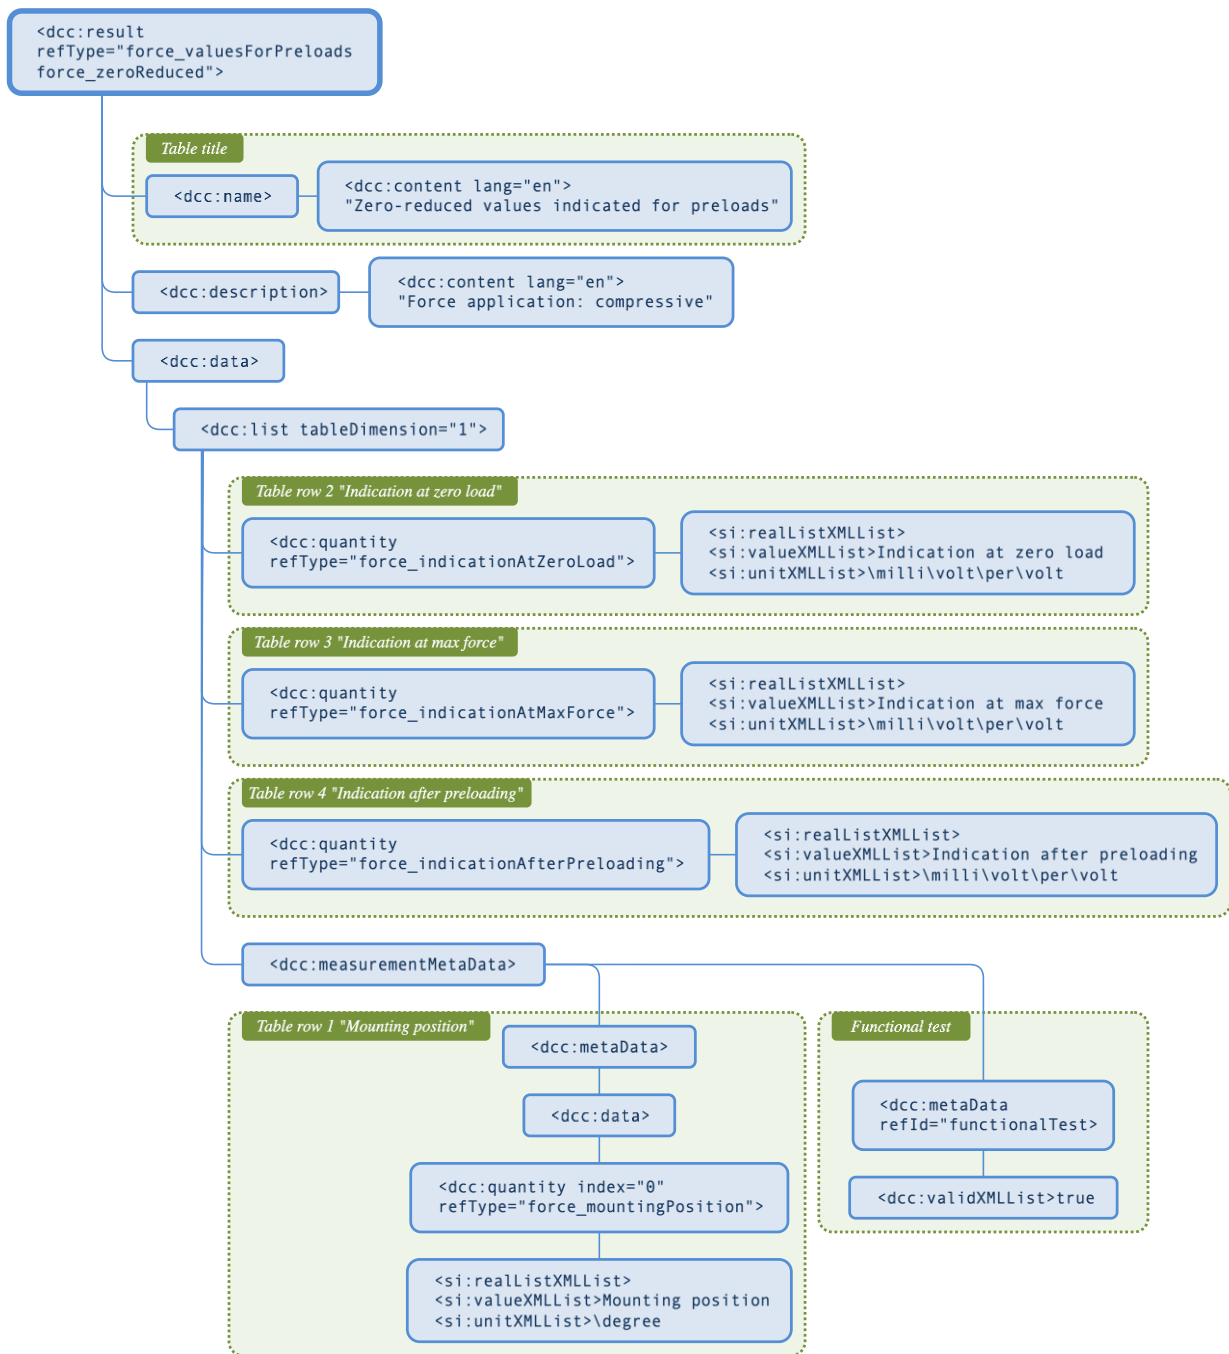 <dcc:result
refType="force_valuesForPreloads
force_zeroReduced">
Table title
<dcc:name>
<dcc:content lang="en">
"Zero-reduced values indicated for preloads"
<dcc:description>
<dcc:content lang="en">
"Force application: compressive"
<dcc:data>
<dcc:list tableDimension="1">
Table row 2 "Indication at zero load"
<dcc:quantity
refType="force_indicationAtZeroLoad">
<si:realListXMLList>
<si:valueXMLList>Indication at zero load
<si:unitXMLList>\milli\volt\per\volt
Table row 3 "Indication at max force"
<dcc:quantity
refType="force_indicationAtMaxForce">
<si:realListXMLList>
<si:valueXMLList>Indication at max force
<si:unitXMLList>\milli\volt\per\volt
Table row 4 "Indication after preloading"
<dcc:quantity
refType="force_indicationAfterPreloading">
<si:realListXMLList>
<si:valueXMLList>Indication after preloading
<si:unitXMLList>\milli\volt\per\volt
<dcc:measurementMetaData>
Table row 1 "Mounting position"
<dcc:metaData>
<dcc:data>
<dcc:quantity index="0"
refType="force_mountingPosition">
<si:realListXMLList>
<si:valueXMLList>Mounting position
<si:unitXMLList>\degree
Functional test
<dcc:metaData
refId="functionalTest>
<dcc:validXMLList>true